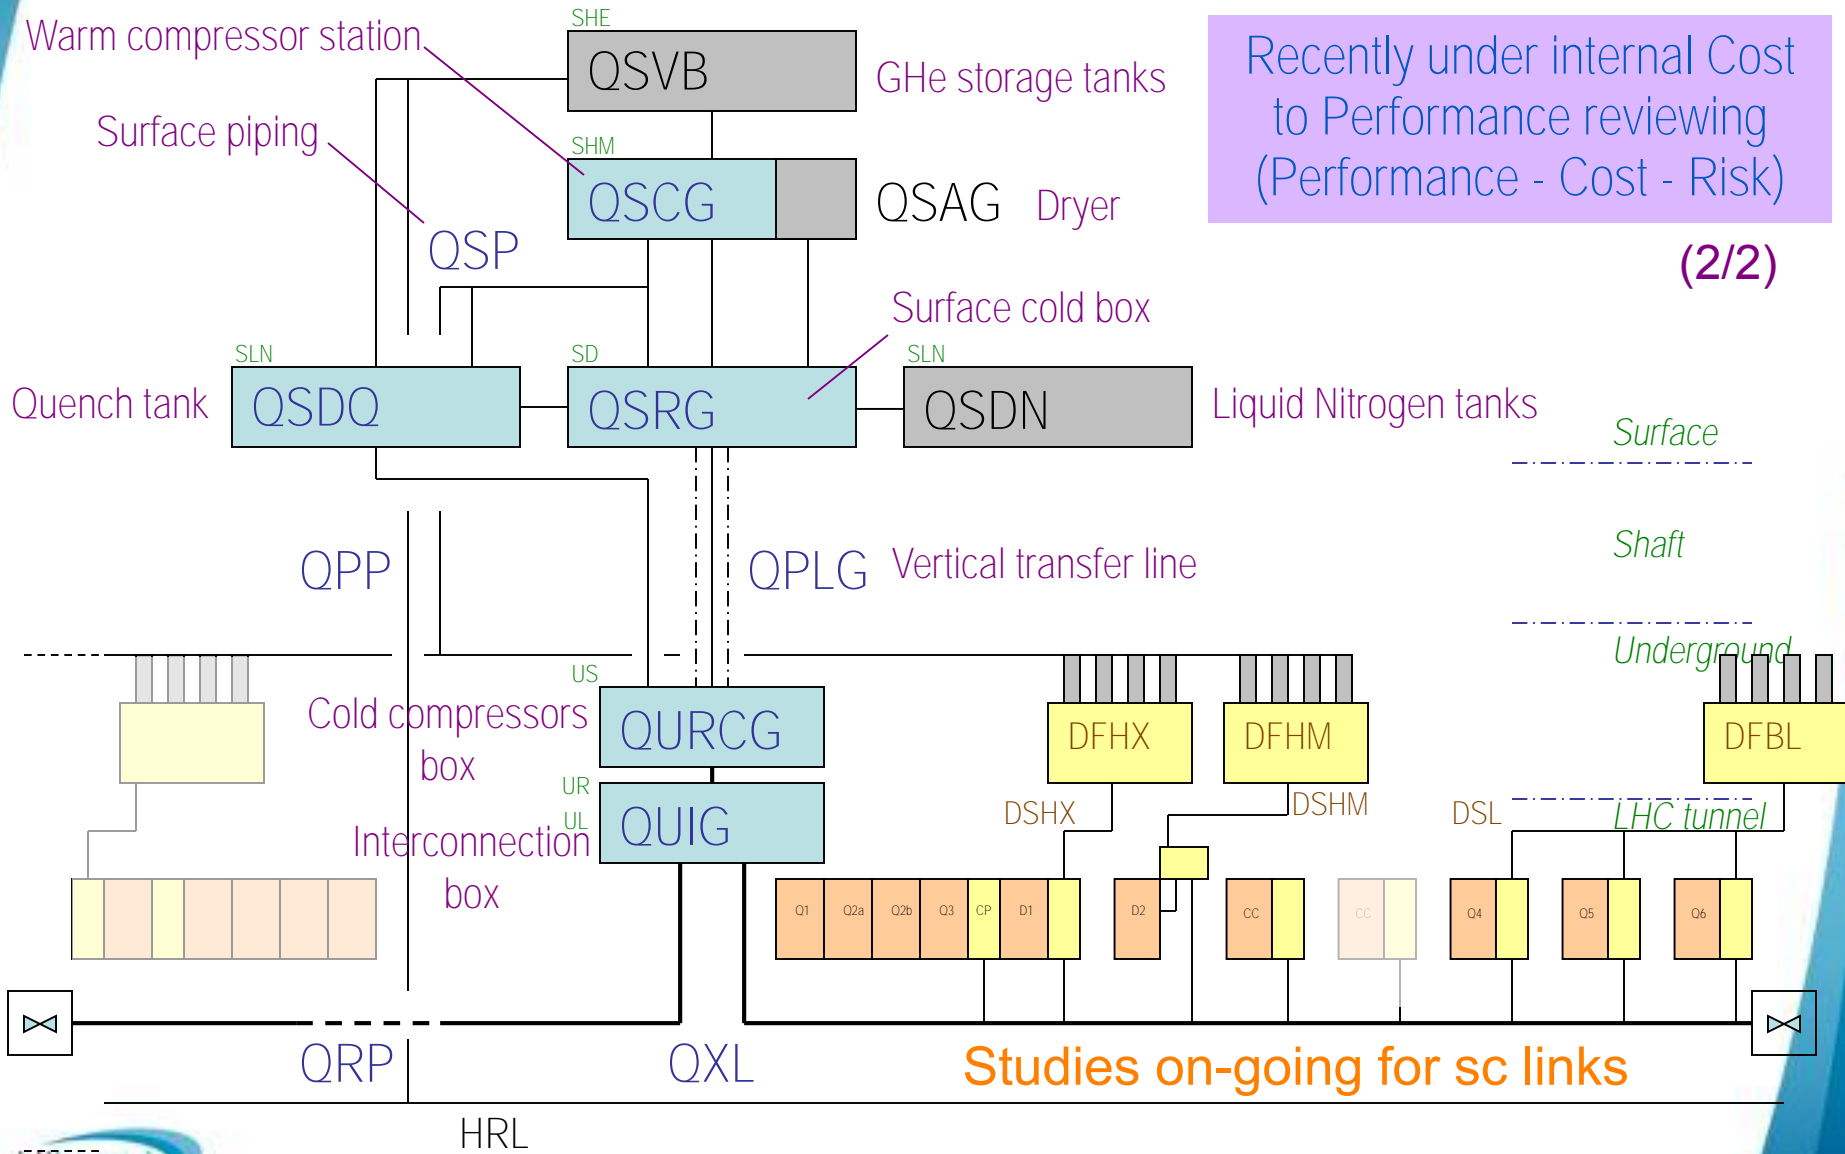 SHE
Warm compressor station
QSVB
GHe storage tanks
Recently under internal Cost
to Performance reviewing
(Performance - Cost - Risk)
(2/2)
Surface piping
SHM
QSCG
QSAG
Dryer
QSP
Surface cold box
SLN
SD
SLN
Quench tank
QSDQ
QSRG
QSDN
Liquid Nitrogen tanks
Surface
Shaft
QPP
QPLG
Vertical transfer line
Underground
US
Cold compressors
box
QURCG
DFHX
DFHM
DFBL
UR
UL
QUIG
Interconnection
box
DSHX
DSHM
DSL
LHC tunnel
Q1
Q2a
Q2b
Q3
CP
D1
D2
CC
CC
Q4
Q5
Q6
QRP
QXL
Studies on-going for sc links
HRL